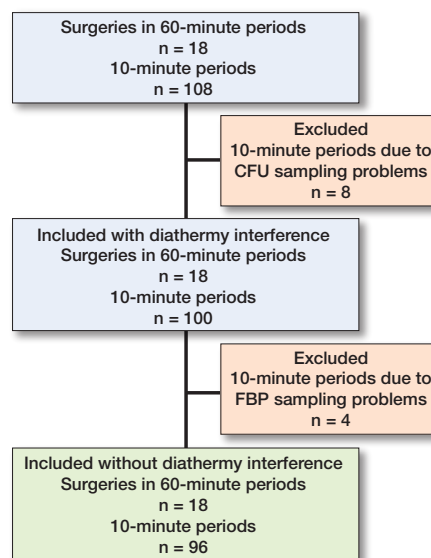 Surgeries in 60-minute periods
n = 18
10-minute periods
n = 108
Excluded
10-minute periods due to
CFU sampling problems
n = 8
Included with diathermy interference
Surgeries in 60-minute periods
n = 18
10-minute periods
n = 100
Excluded
10-minute periods due to
FBP sampling problems
n = 4
Included without diathermy interference
Surgeries in 60-minute periods
n = 18
10-minute periods
n = 96